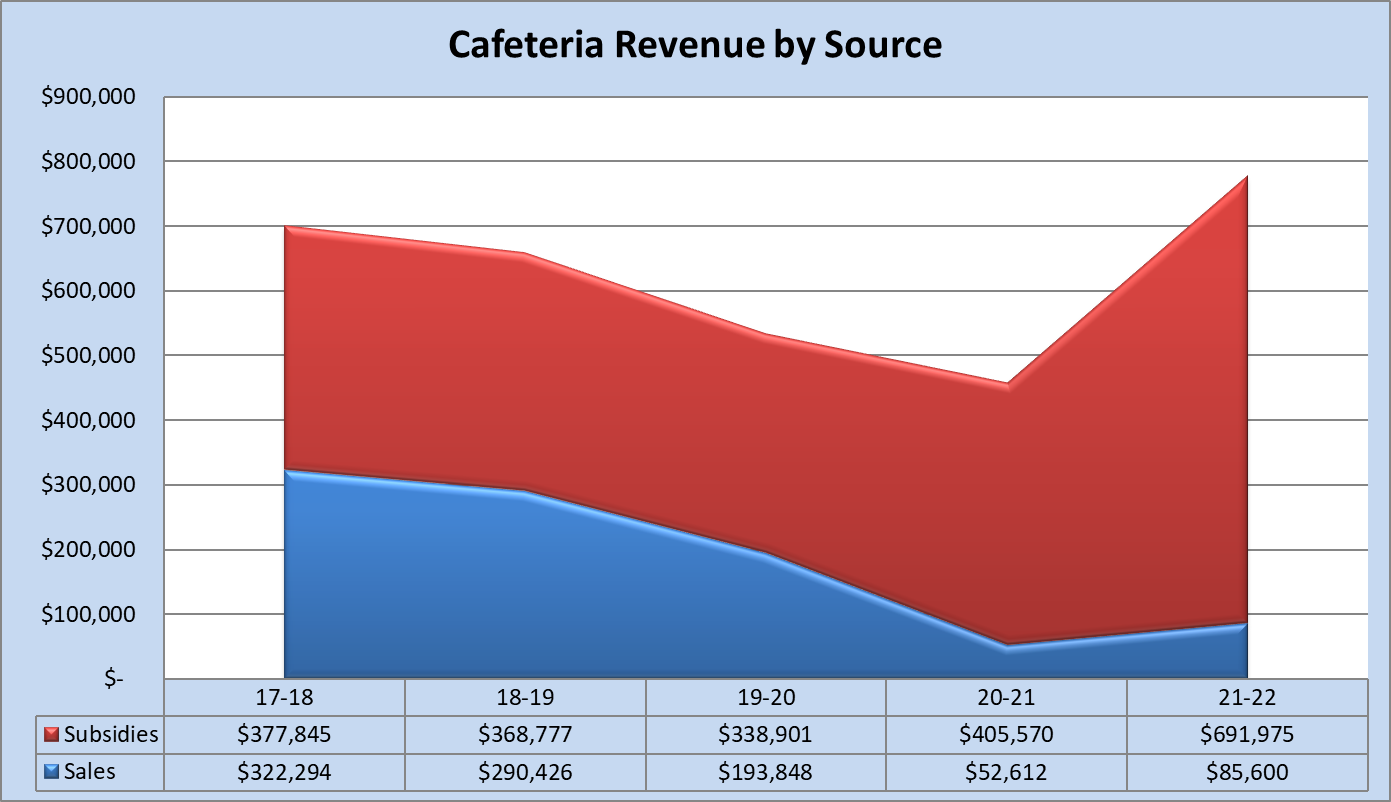 Cafeteria Revenue by Source
$900,000
$800,000
$700,000
$600,000
$500,000
$400,000
$300,000
$200,000
$100,000
$-
17-18 18-19 19-20 20-21 21-22
Subsidies $377,845 $368,777 $338,901 $405,570 $691,975
Sales $322,294 $290,426 $193,848 $52,612 $85,600